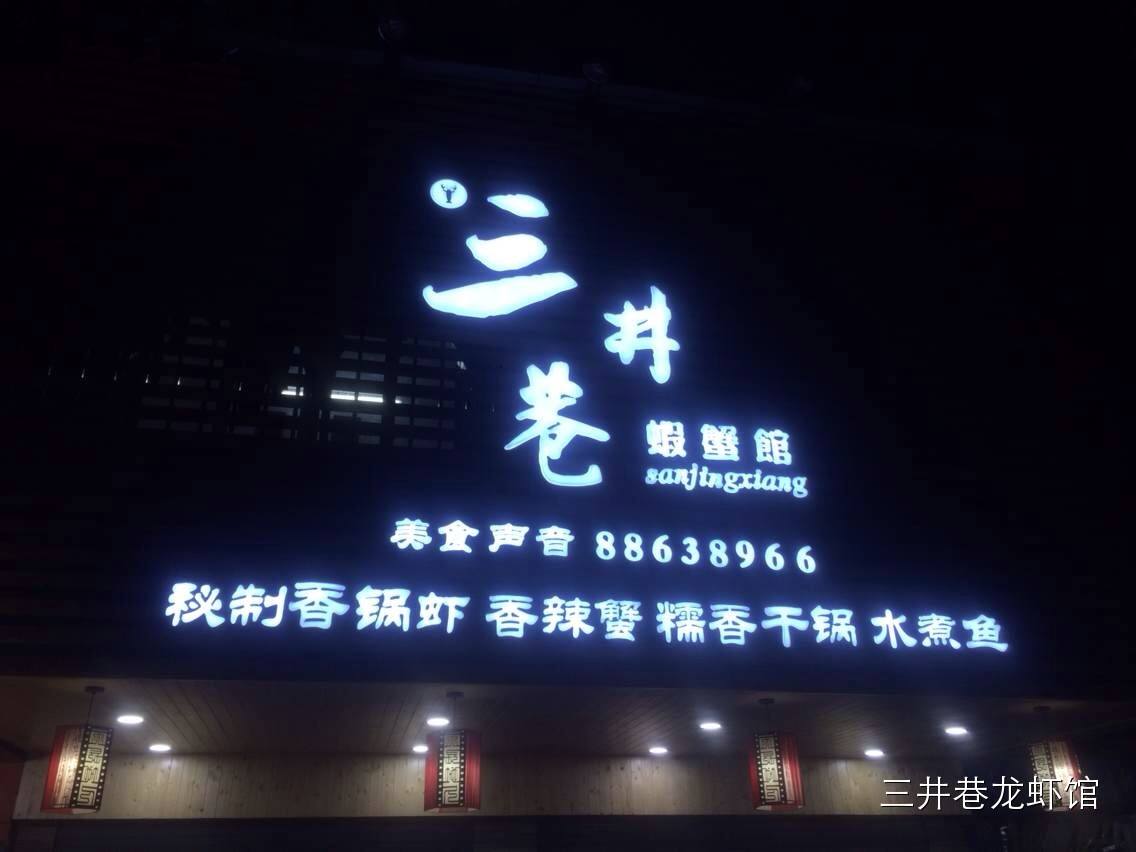 三井巷
蝦蟹館
sanjingxiang
美食声音 88638966
秘制香锅虾 香辣蟹 糯香干锅 水煮鱼
三井巷龙虾馆